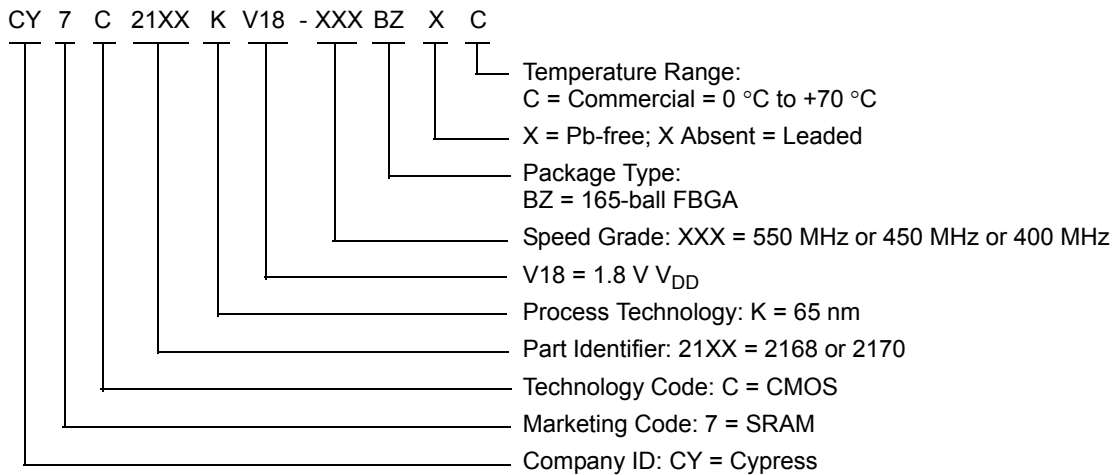 CY 7 C 21XX K V18 - XXX BZ X C
Temperature Range:
C = Commercial = 0 °C to +70 °C
X = Pb-free; X Absent = Leaded
Package Type:
BZ = 165-ball FBGA
Speed Grade: XXX = 550 MHz or 450 MHz or 400 MHz
V18 = 1.8 V VDD
Process Technology: K = 65 nm
Part Identifier: 21XX = 2168 or 2170
Technology Code: C = CMOS
Marketing Code: 7 = SRAM
Company ID: CY = Cypress